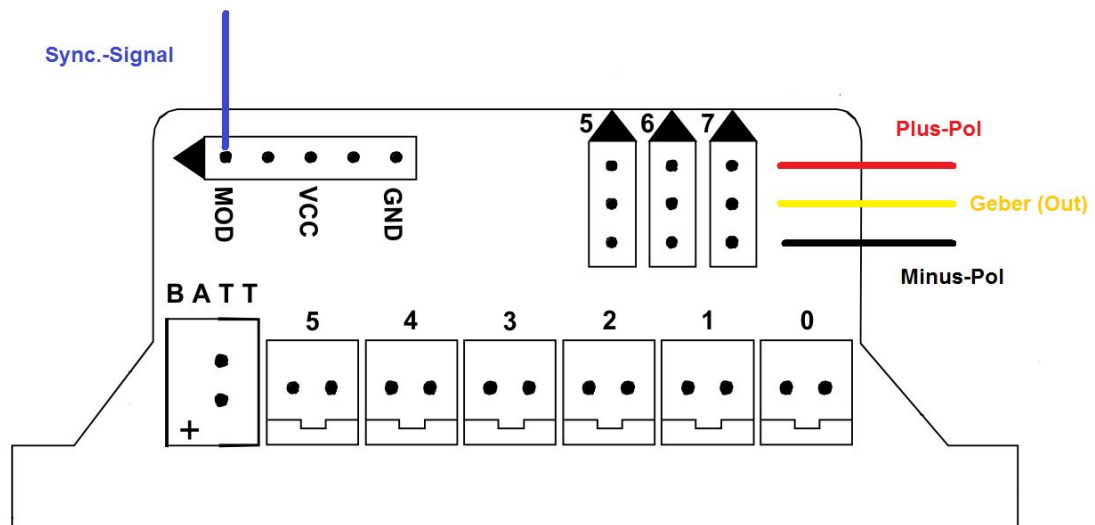 Sync.-Signal
5 6 7
Plus-Pol
MOD
VCC
GND
Geber (Out)
Minus-Pol
BATT
5 4 3 2 1 0
+